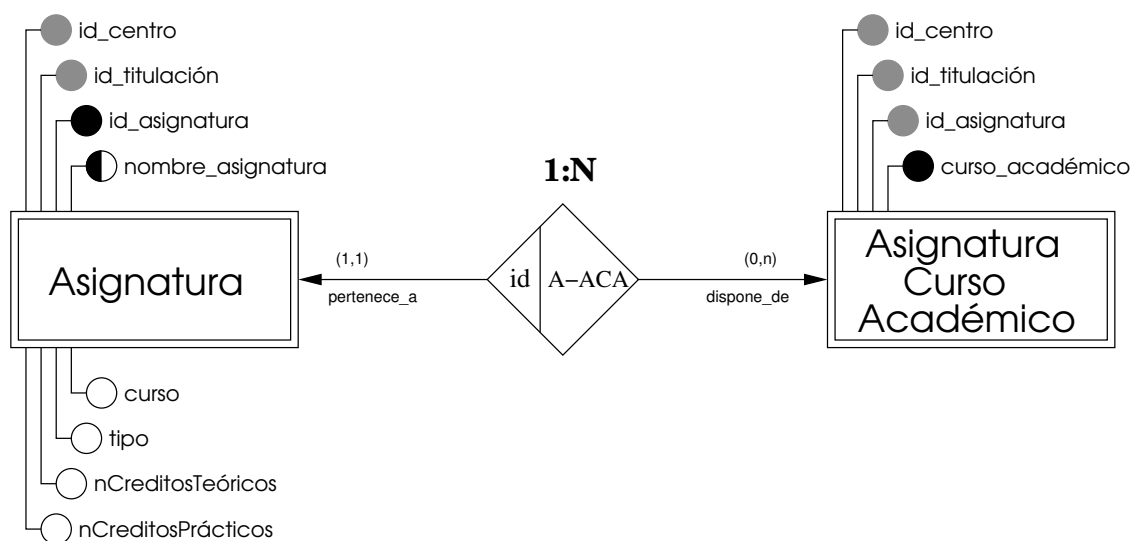 id_centro
id_titulación
id_asignatura
nombre_asignatura
Asignatura
curso
tipo
nCreditosTeóricos
nCreditosPrácticos
1:N
(1,1)
pertenece_a
id
A-ACA
(0,n)
dispone_de
id_centro
id_titulación
id_asignatura
curso_académico
Asignatura
Curso
Académico